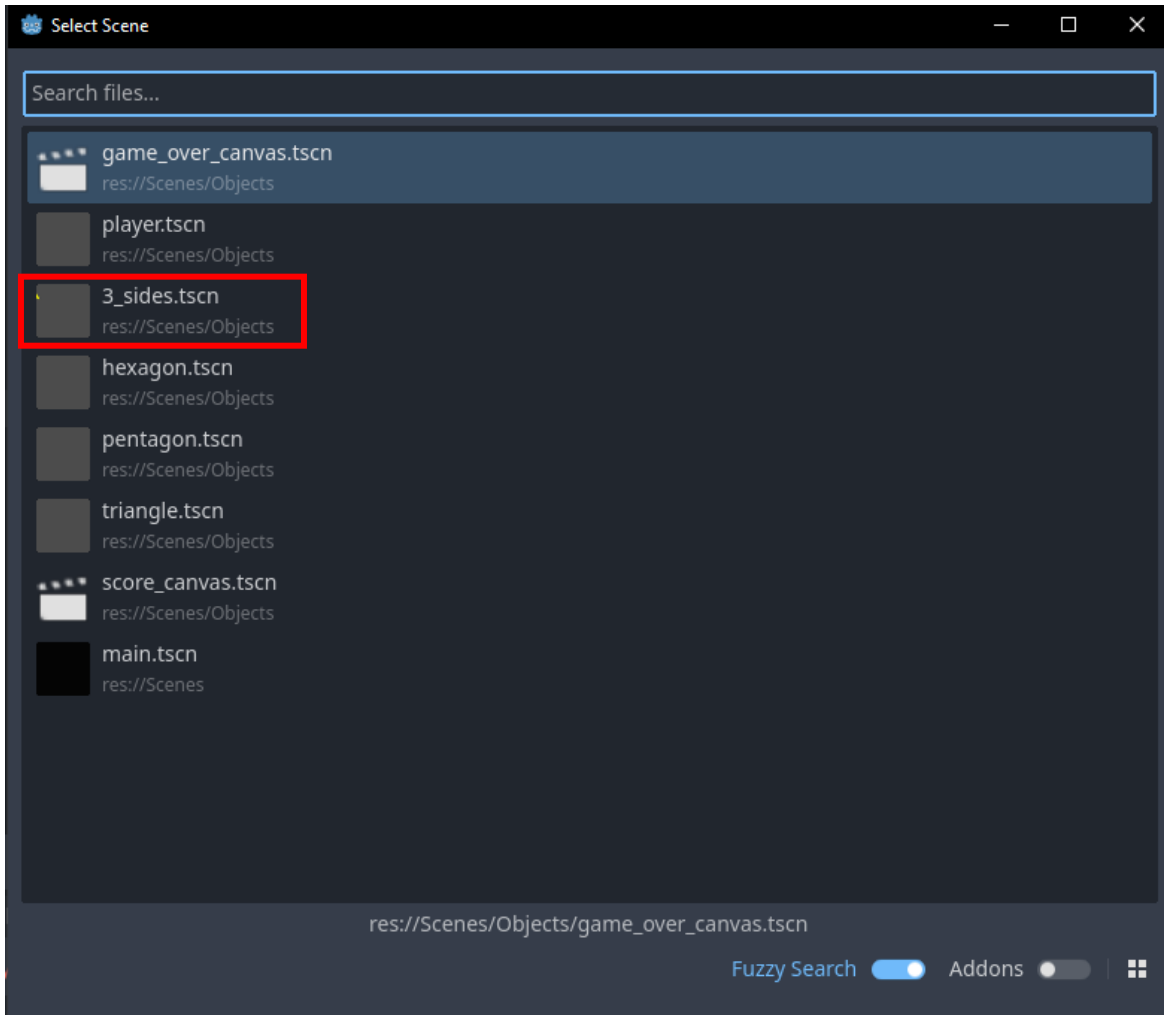 Select Scene
Search files...
game_over_canvas.tscn
res://Scenes/Objects
player.tscn
res://Scenes/Objects
3_sides.tscn
res://Scenes/Objects
hexagon.tscn
res://Scenes/Objects
pentagon.tscn
res://Scenes/Objects
triangle.tscn
res://Scenes/Objects
score_canvas.tscn
res://Scenes/Objects
main.tscn
res://Scenes
res://Scenes/Objects/game_over_canvas.tscn
Fuzzy Search Addons